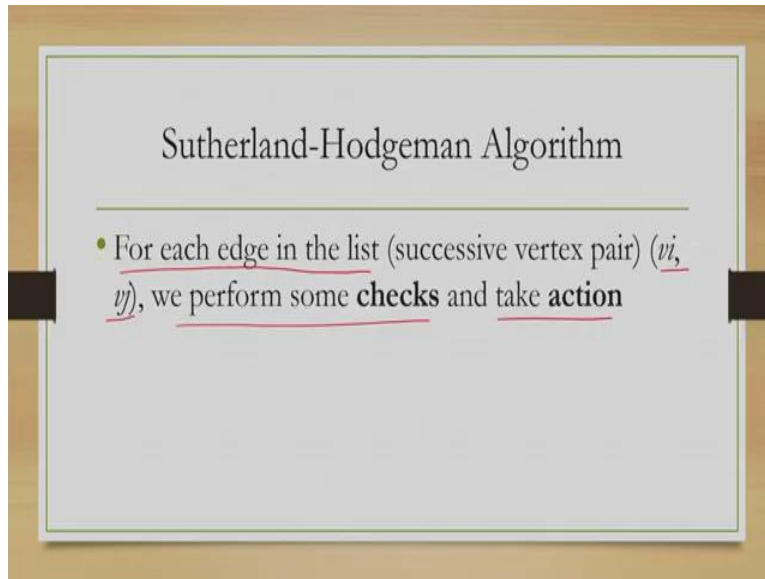 Sutherland-Hodgeman Algorithm
• For each edge in the list (successive vertex pair) (vi,
vj), we perform some checks and take action